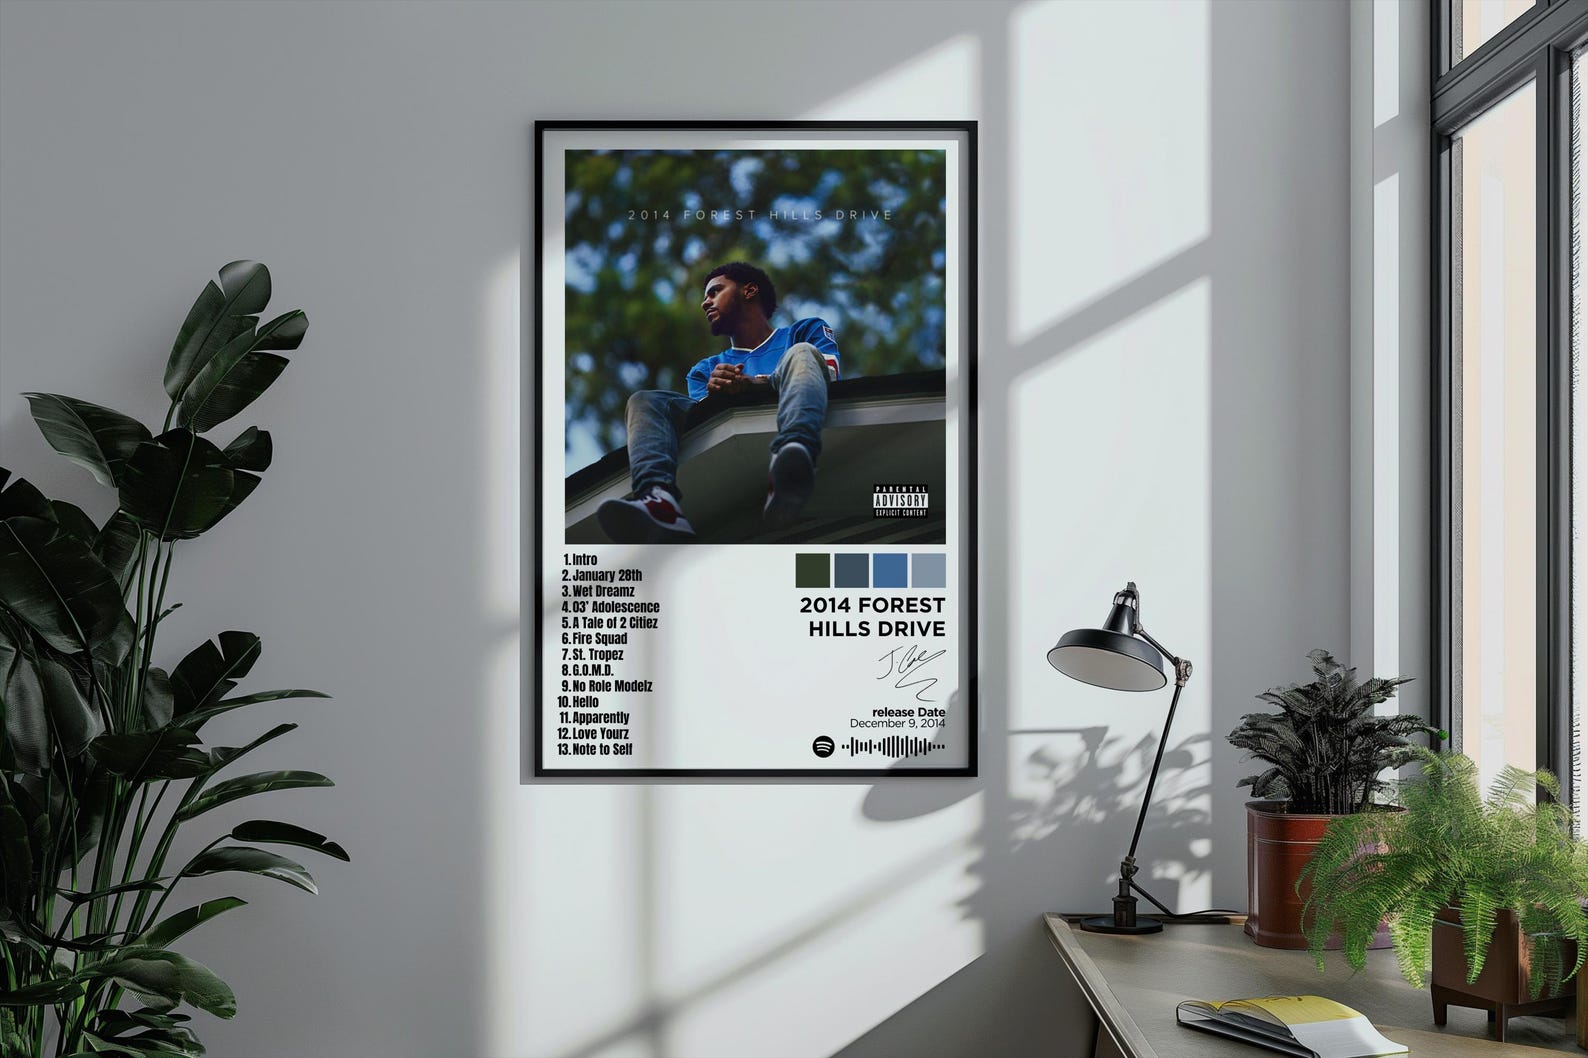 2014 FOREST HILLS DRIVE
PARENTAL
ADVISORY
EXPLICIT CONTENT
1. Intro
2. January 28th
3. Wet Dreamz
4. 03' Adolescence
5. A Tale of 2 Citiez
6. Fire Squad
7. St. Tropez
8. G.O.M.D.
9. No Role Modelz
10. Hello
11. Apparently
12. Love Yourz
13. Note to Self
2014 FOREST
HILLS DRIVE
J. Cole
release Date
December 9, 2014